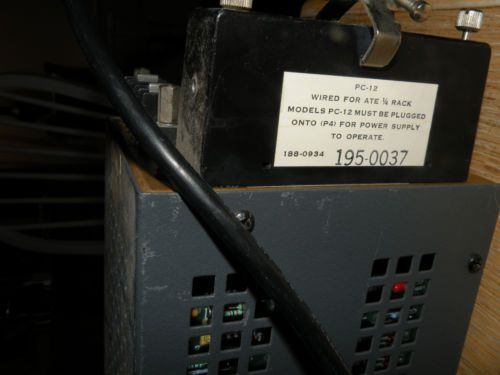 PC-12
WIRED FOR ATE ¼ RACK
MODELS PC-12 MUST BE PLUGGED
ONTO (P4) FOR POWER SUPPLY
TO OPERATE.
188-0934 195-0037